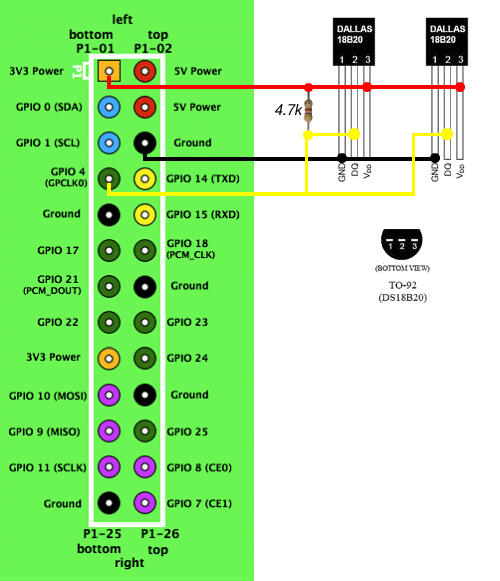 left
bottom top
P1-01 P1-02
3V3 Power
P1
5V Power
GPIO 0 (SDA)
5V Power
GPIO 1 (SCL)
Ground
GPIO 4
(GPCLK0)
GPIO 14 (TXD)
Ground
GPIO 15 (RXD)
GPIO 17
GPIO 18
(PCM_CLK)
GPIO 21
(PCM_DOUT)
Ground
GPIO 22
GPIO 23
3V3 Power
GPIO 24
GPIO 10 (MOSI)
Ground
GPIO 9 (MISO)
GPIO 25
GPIO 11 (SCLK)
GPIO 8 (CE0)
Ground
GPIO 7 (CE1)
P1-25 P1-26
bottom top
right
DALLAS
18B20
1 2 3
DALLAS
18B20
1 2 3
4.7k
GND
DQ
VDD
GND
DQ
VDD
1 2 3
(BOTTOM VIEW)
TO-92
(DS18B20)